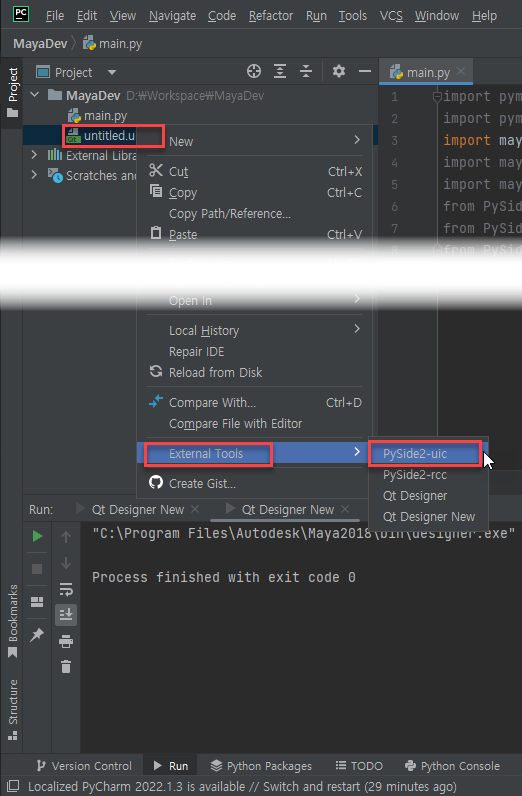 PC File Edit View Navigate Code Refactor Run Tools VCS Window Help
MayaDev main.py
Project
Project
main.py
MayaDev D:₩Workspace₩MayaDev
main.py
untitled.u
External Libra
Scratches and
New
Cut Ctrl+X
Copy Ctrl+C
Copy Path/Reference...
Paste Ctrl+V
Open In
Local History
Repair IDE
Reload from Disk
Compare With... Ctrl+D
Compare File with Editor
External Tools
Create Gist...
PySide2-uic
PySide2-rcc
Qt Designer
Qt Designer New
1 import pym
2 import pym
3 import may
4 import may
5 import may
6 from PySid
7 from PySid
8 from PySid
Run: Qt Designer New Qt Designer New
"C:\Program Files\Autodesk\Maya2018\bin\designer.exe"
Process finished with exit code 0
Bookmarks
Structure
Version Control Run Python Packages TODO Python Console
Localized PyCharm 2022.1.3 is available // Switch and restart (29 minutes ago)